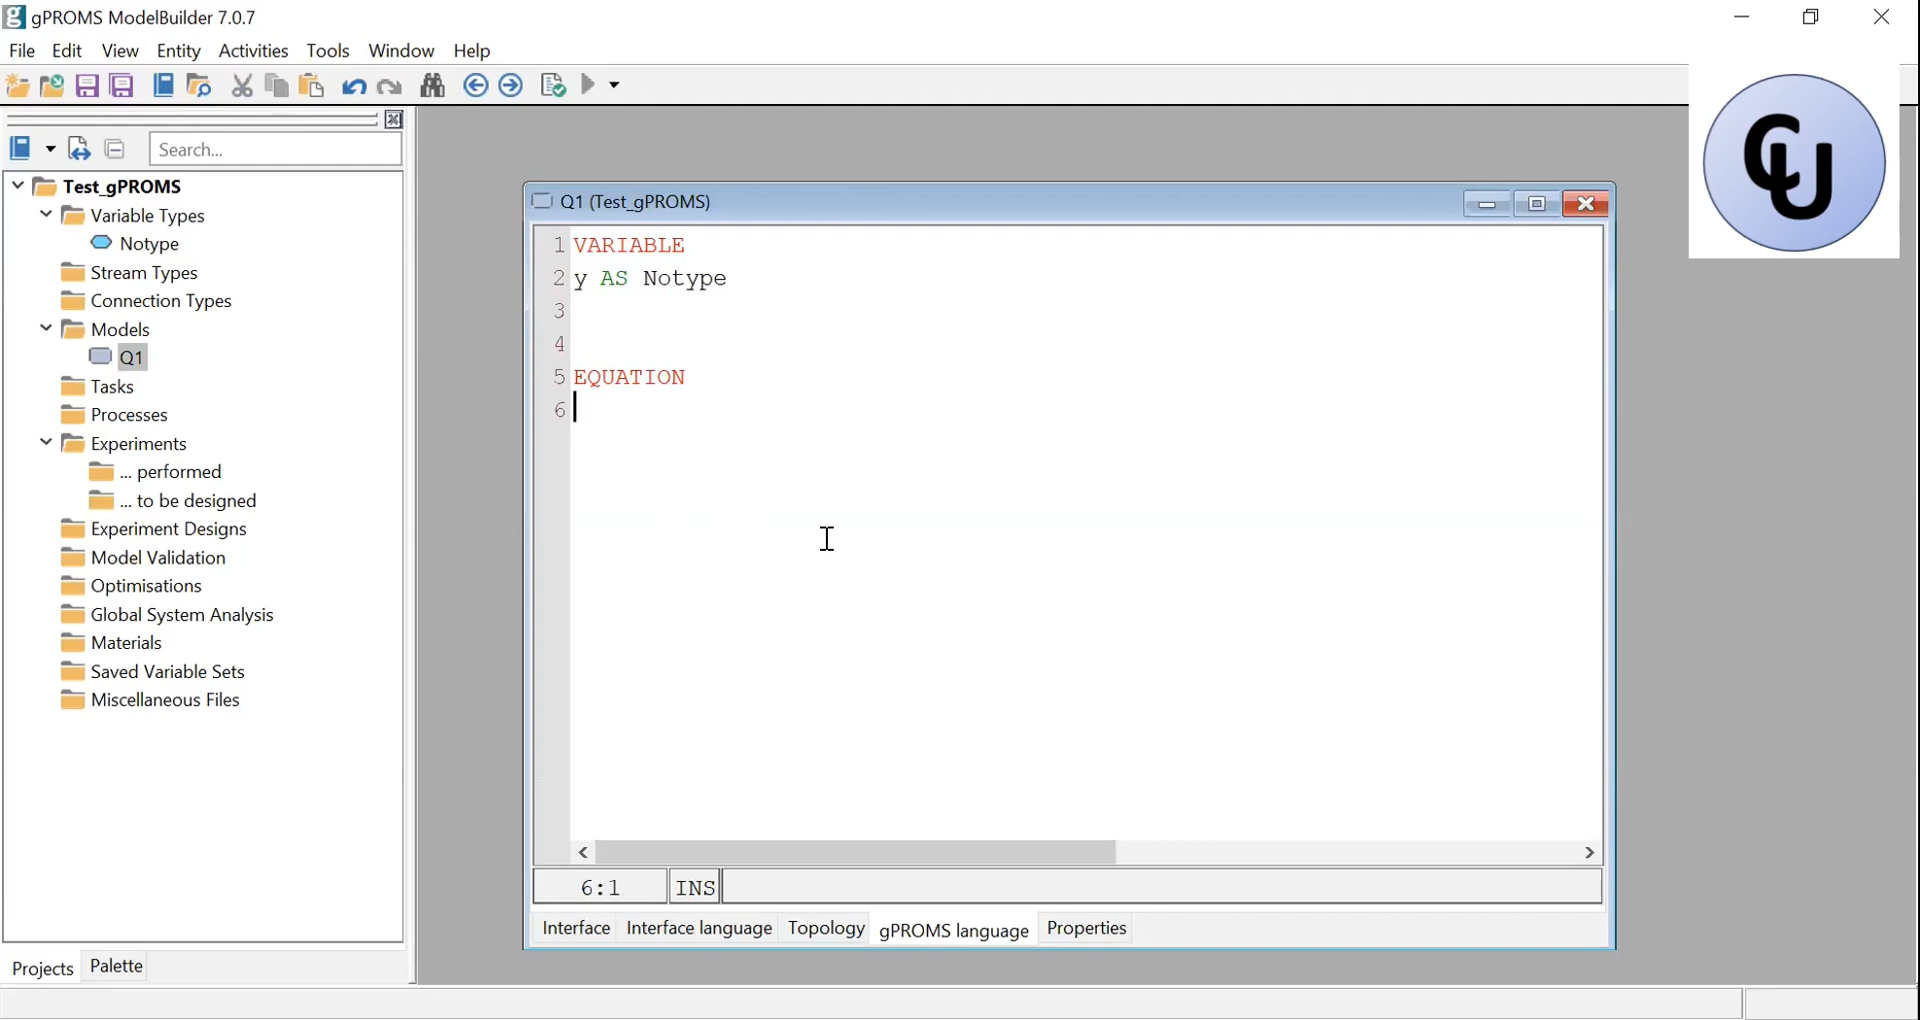 gPROMS ModelBuilder 7.0.7
File Edit View Entity Activities Tools Window Help
Search...
Test_gPROMS
Variable Types
Notype
Stream Types
Connection Types
Models
Q1
Tasks
Processes
Experiments
... performed
... to be designed
Experiment Designs
Model Validation
Optimisations
Global System Analysis
Materials
Saved Variable Sets
Miscellaneous Files
Projects Palette
Q1 (Test_gPROMS)
1 VARIABLE
2 y AS Notype
3
4
5 EQUATION
6
6:1 INS
Interface Interface language Topology gPROMS language Properties
CU